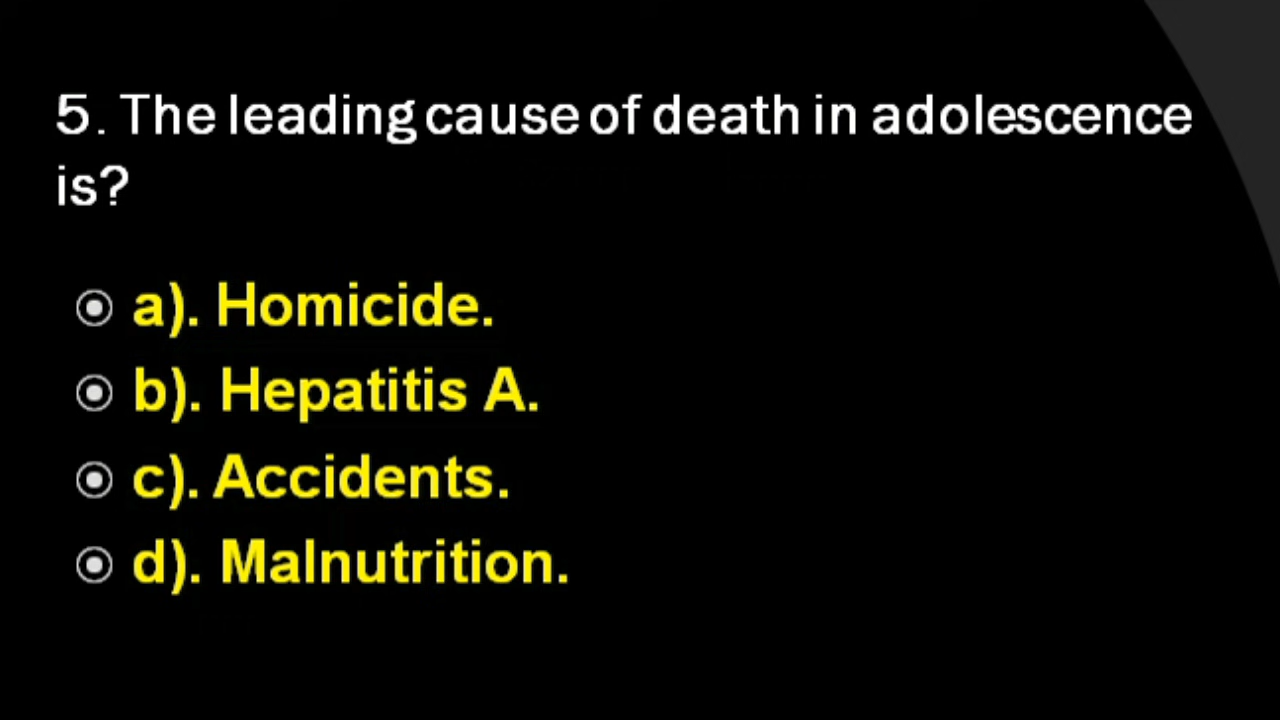 5. The leading cause of death in adolescence
is?
a). Homicide.
b). Hepatitis A.
c). Accidents.
d). Malnutrition.